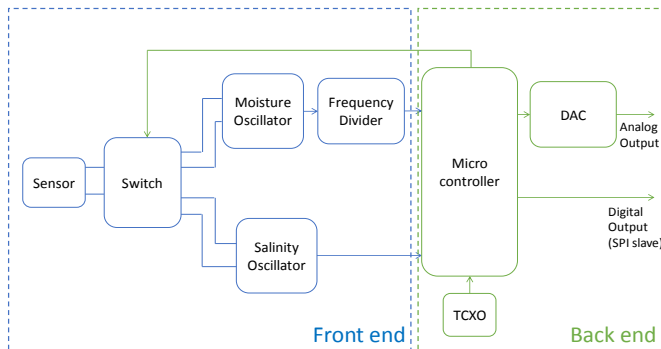 Moisture
Oscillator
Frequency
Divider
DAC
Analog
Output
Micro
controller
Sensor
Switch
Digital
Output
(SPI slave)
Salinity
Oscillator
TCXO
Front end
Back end